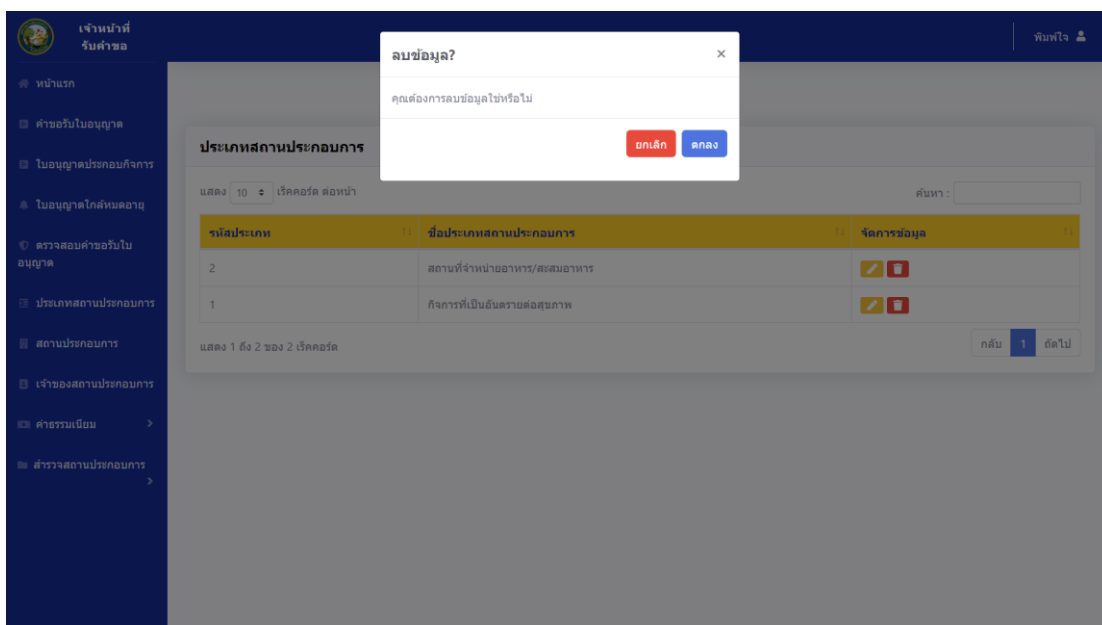 เจ้าหน้าที่
รับคำขอ
พิมพ์ใจ
หน้าแรก
คำขอรับใบอนุญาต
ใบอนุญาตประกอบกิจการ
ใบอนุญาตใกล้หมดอายุ
ตรวจสอบคำขอรับใบ
อนุญาต
ประเภทสถานประกอบการ
สถานประกอบการ
เจ้าของสถานประกอบการ
ค่าธรรมเนียม
สำรวจสถานประกอบการ
ลบข้อมูล? ×
คุณต้องการลบข้อมูลใช่หรือไม่
ยกเลิก ตกลง
ประเภทสถานประกอบการ
แสดง 10 เร็คคอร์ด ต่อหน้า ค้นหา :
รหัสประเภท ชื่อประเภทสถานประกอบการ จัดการข้อมูล
2 สถานที่จำหน่ายอาหาร/สะสมอาหาร
1 กิจการที่เป็นอันตรายต่อสุขภาพ
แสดง 1 ถึง 2 ของ 2 เร็คคอร์ด กลับ 1 ถัดไป